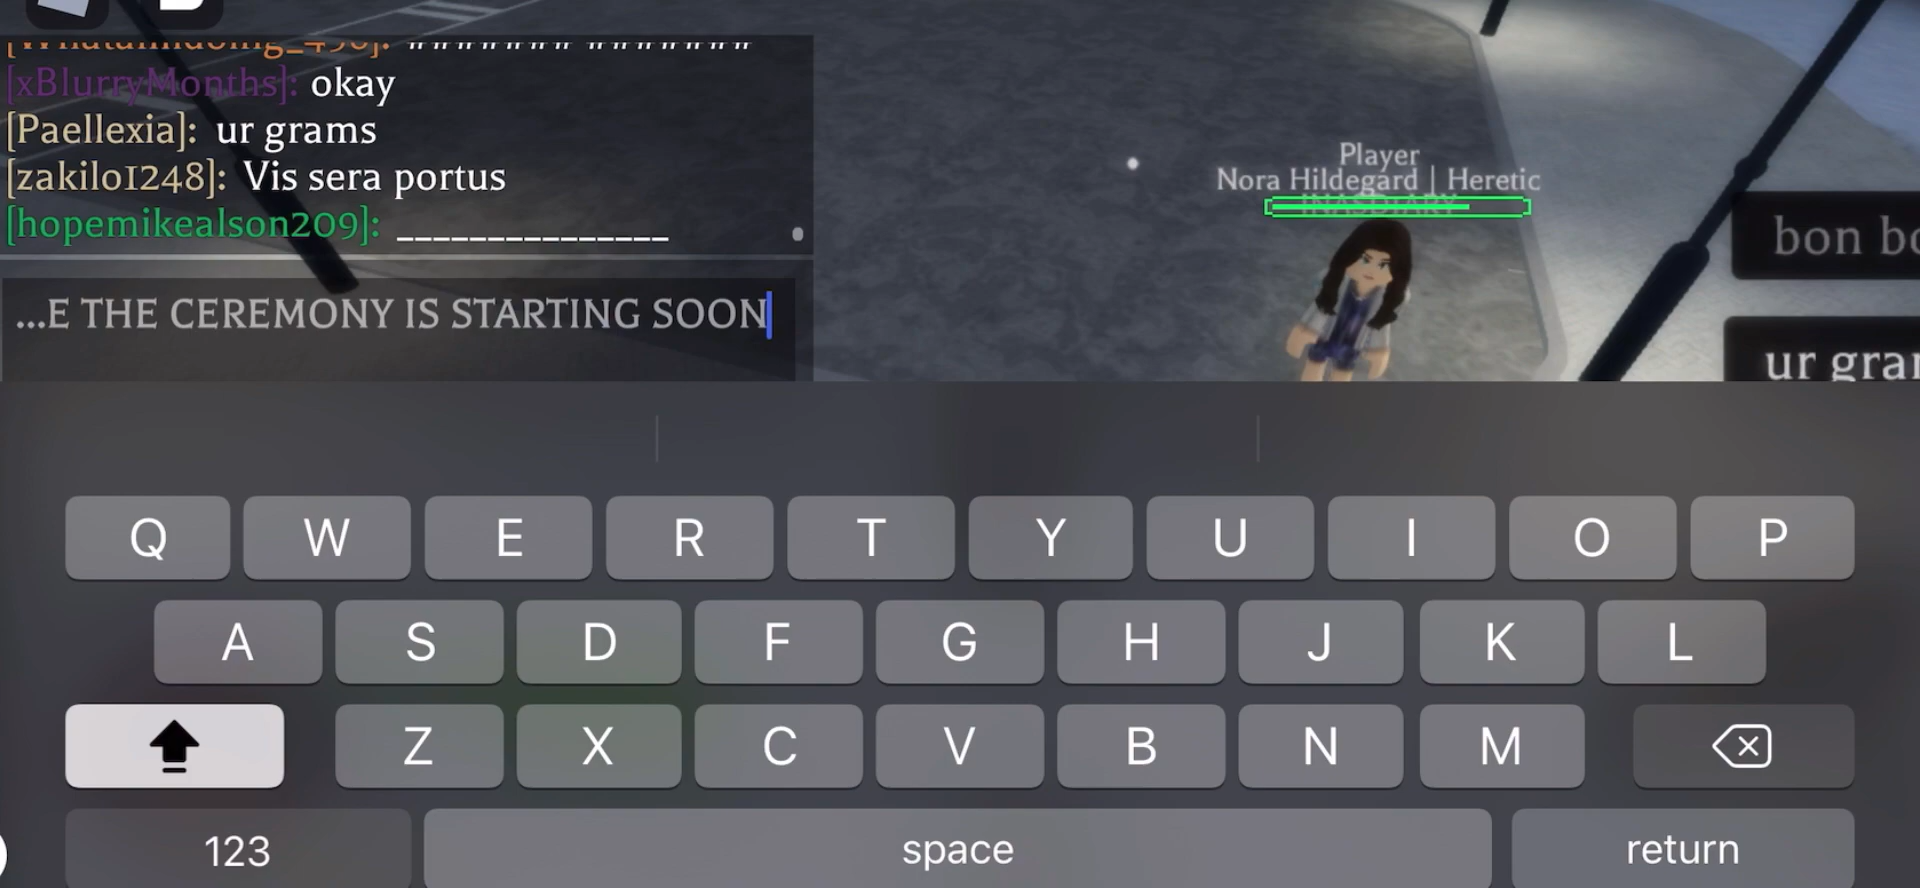 [xBlurryMonths]: okay
[Paellexia]: ur grams
[zakilo1248]: Vis sera portus
[hopemikealson209]: _______________
...E THE CEREMONY IS STARTING SOON
Player
Nora Hildegard | Heretic
bon bo
ur gra
Q W E R T Y U I O P
A S D F G H J K L
Z X C V B N M
123 space return